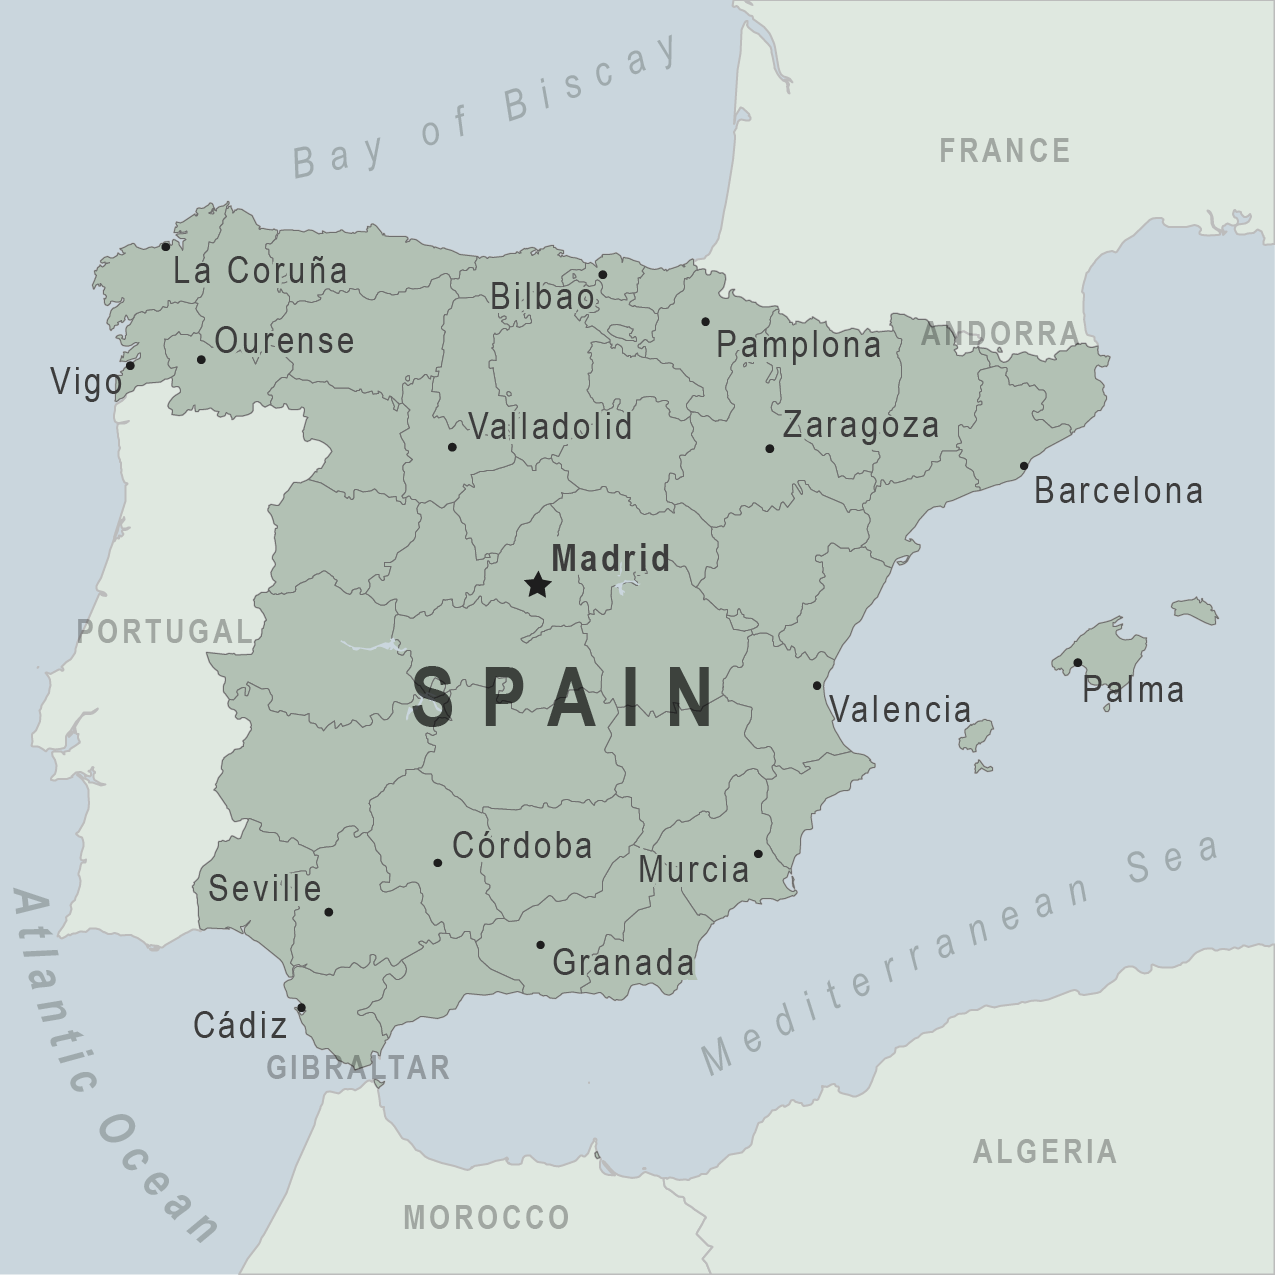 Bay of Biscay
FRANCE
La Coruña
Bilbao
Ourense
Pamplona
ANDORRA
Vigo
Valladolid
Zaragoza
Barcelona
Madrid
PORTUGAL
SPAIN
Palma
Valencia
Córdoba
Murcia
Seville
Mediterranean Sea
Atlantic Ocean
Granada
Cádiz
GIBRALTAR
ALGERIA
MOROCCO